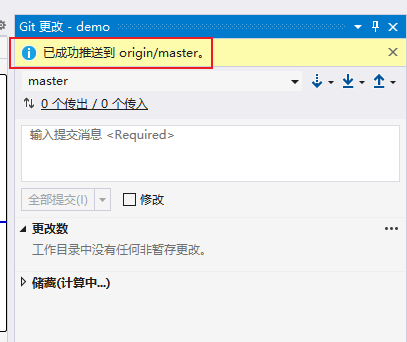 Git 更改 - demo
已成功推送到 origin/master。
master
0 个传出 / 0 个传入
输入提交消息 <Required>
全部提交(I) 修改
更改数
工作目录中没有任何非暂存更改。
储藏(计算中...)